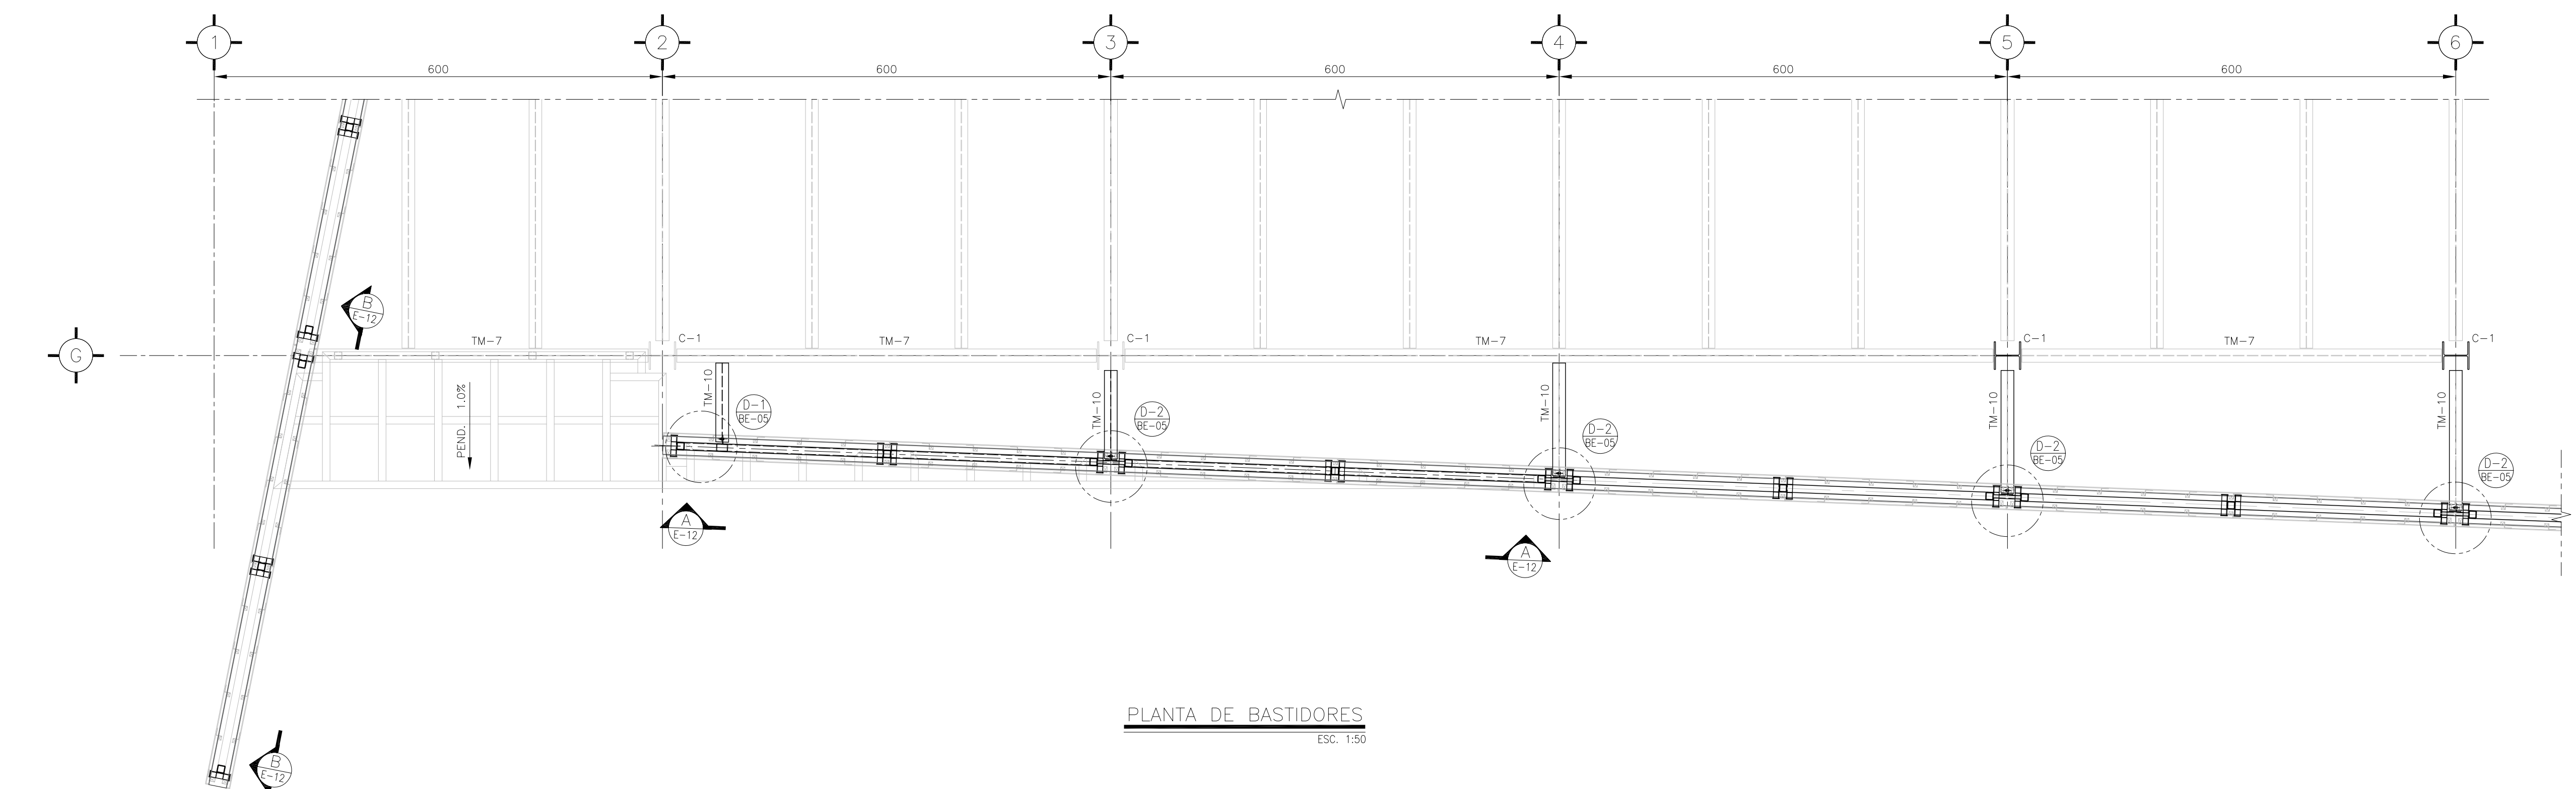 1
2
3
4
5
6
600
600
600
600
600
B
E-12
C-1
C-1
C-1
C-1
TM-7
TM-7
TM-7
TM-7
G
PEND. 1.0%
TM-10
TM-10
TM-10
TM-10
TM-10
D-1
BE-05
D-2
BE-05
D-2
BE-05
D-2
BE-05
D-2
BE-05
A
E-12
A
E-12
PLANTA DE BASTIDORES
ESC. 1:50
B
E-12